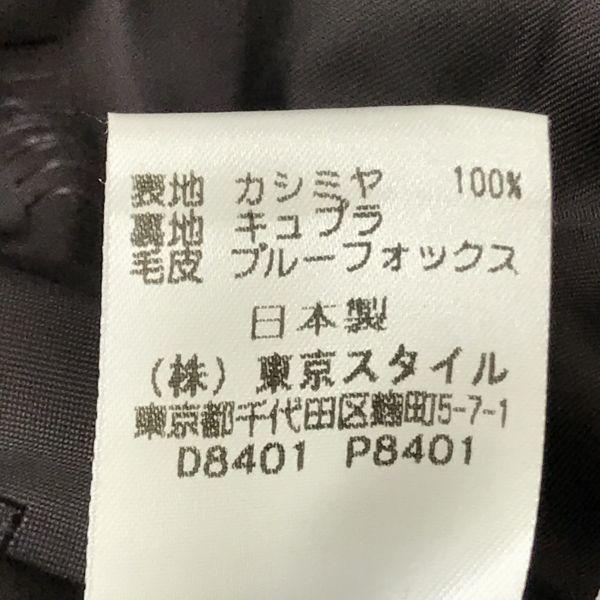 表地 カシミヤ 100%
裏地 キュプラ
毛皮 ブルーフォックス
日本製
(株) 東京スタイル
東京都千代田区麹町5-7-1
D8401 P8401